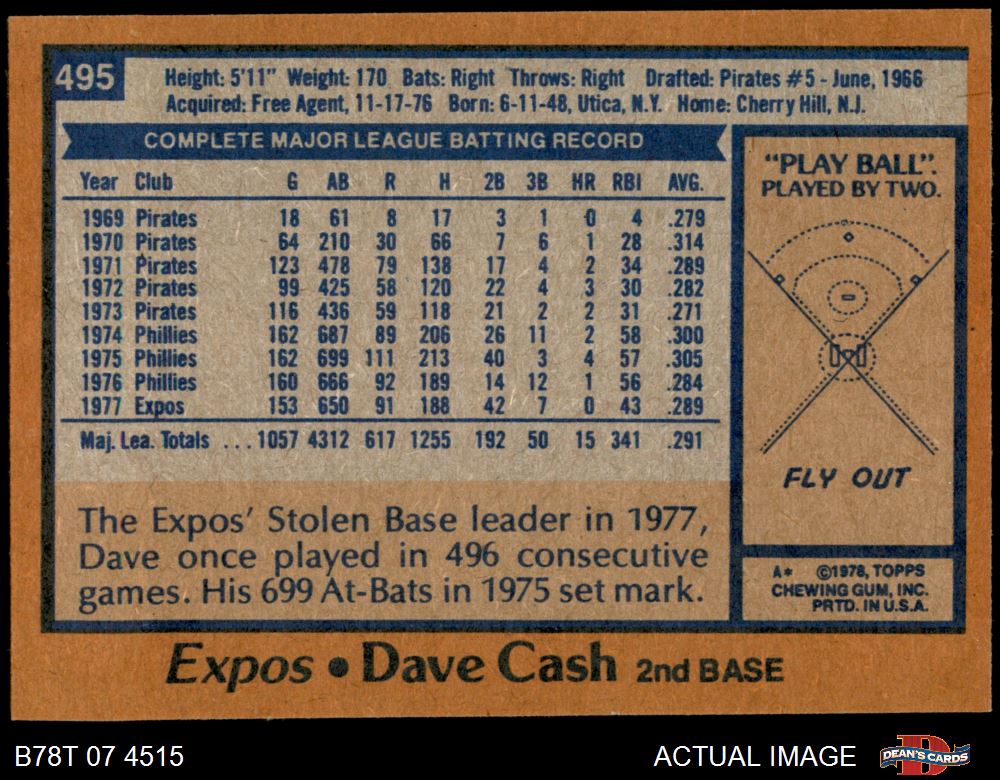 495
Height: 5'11" Weight: 170 Bats: Right Throws: Right Drafted: Pirates #5 - June, 1966
Acquired: Free Agent, 11-17-76 Born: 6-11-48, Utica, N.Y. Home: Cherry Hill, N.J.
COMPLETE MAJOR LEAGUE BATTING RECORD
Year Club G AB R H 2B 3B HR RBI AVG.
1969 Pirates 18 61 8 17 3 1 0 4 .279
1970 Pirates 64 210 30 66 7 6 1 28 .314
1971 Pirates 123 478 79 138 17 4 2 34 .289
1972 Pirates 99 425 58 120 22 4 3 30 .282
1973 Pirates 116 436 59 118 21 2 2 31 .271
1974 Phillies 162 687 89 206 26 11 2 58 .300
1975 Phillies 162 699 111 213 40 3 4 57 .305
1976 Phillies 160 666 92 189 14 12 1 56 .284
1977 Expos 153 650 91 188 42 7 0 43 .289
Maj. Lea. Totals ... 1057 4312 617 1255 192 50 15 341 .291
The Expos' Stolen Base leader in 1977,
Dave once played in 496 consecutive
games. His 699 At-Bats in 1975 set mark.
"PLAY BALL".
PLAYED BY TWO.
FLY OUT
A* ©1978, TOPPS
CHEWING GUM, INC.
PRTD. IN U.S.A.
Expos • Dave Cash 2nd BASE
B78T 07 4515
ACTUAL IMAGE
D
DEAN'S CARDS